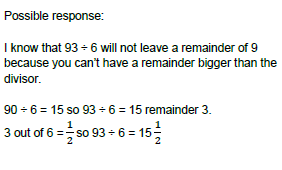 Possible response:
I know that 93 ÷ 6 will not leave a remainder of 9
because you can't have a remainder bigger than the
divisor.
90 ÷ 6 = 15 so 93 ÷ 6 = 15 remainder 3.
3 out of 6 = 1/2 so 93 ÷ 6 = 15 1/2